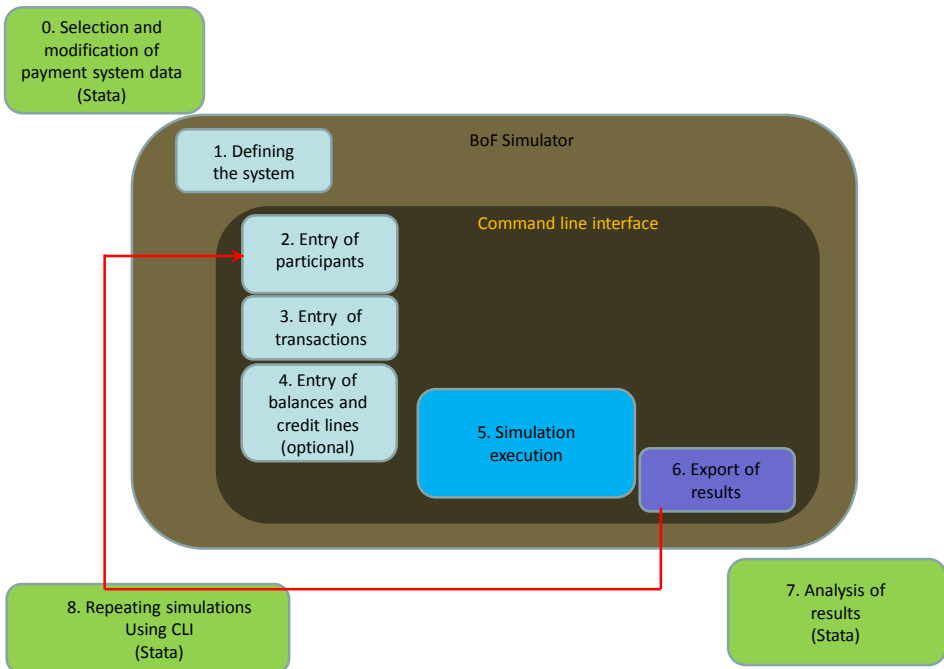 0. Selection and
modification of
payment system data
(Stata)
BoF Simulator
1. Defining
the system
Command line interface
2. Entry of
participants
3. Entry of
transactions
4. Entry of
balances and
credit lines
(optional)
5. Simulation
execution
6. Export of
results
7. Analysis of
results
(Stata)
8. Repeating simulations
Using CLI
(Stata)